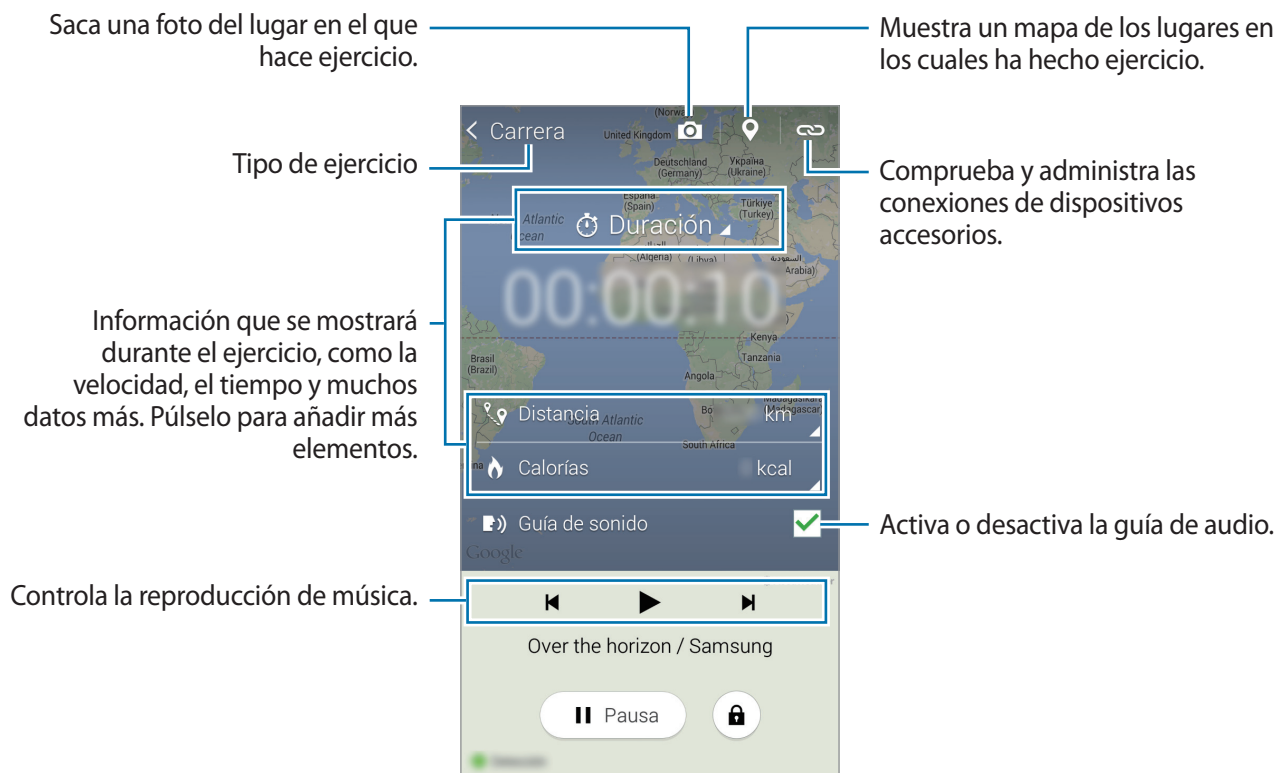 Saca una foto del lugar en el que
hace ejercicio.
Muestra un mapa de los lugares en
los cuales ha hecho ejercicio.
Tipo de ejercicio
Comprueba y administra las
conexiones de dispositivos
accesorios.
Información que se mostrará
durante el ejercicio, como la
velocidad, el tiempo y muchos
datos más. Púlselo para añadir más
elementos.
Activa o desactiva la guía de audio.
Controla la reproducción de música.
Carrera
United Kingdom
Deutschland
(Germany)
Україна
(Ukraine)
España
(Spain)
Türkiye
(Turkey)
Atlantic
Duración
(Algeria)
(Libya)
السعودية
Arabia)
00:00:10
Kenya
Brasil
(Brazil)
Tanzania
Angola
(Madagascar)
Distancia
km
Atlantic
Ocean
South Africa
Calorías
kcal
Guía de sonido
Google
Over the horizon / Samsung
Pausa